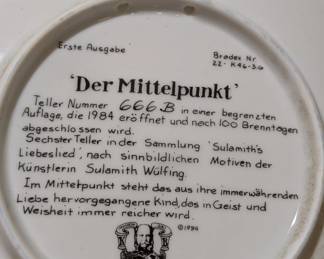 Erste Ausgabe
Bradex Nr
22-K46-3.6
'Der Mittelpunkt'
Teller Nummer 666B in einer begrenzten
Auflage, die 1984 eröffnet und nach 100 Brenntagen
abgeschlossen wird.
Sechster Teller in der Sammlung 'Sulamith's
Liebeslied', nach sinnbildlichen Motiven der
Künstlerin Sulamith Wülfing.
Im Mittelpunkt steht das aus ihre immerwährenden
Liebe hervorgegangene Kind, das in Geist und
Weisheit immer reicher wird.
©1986